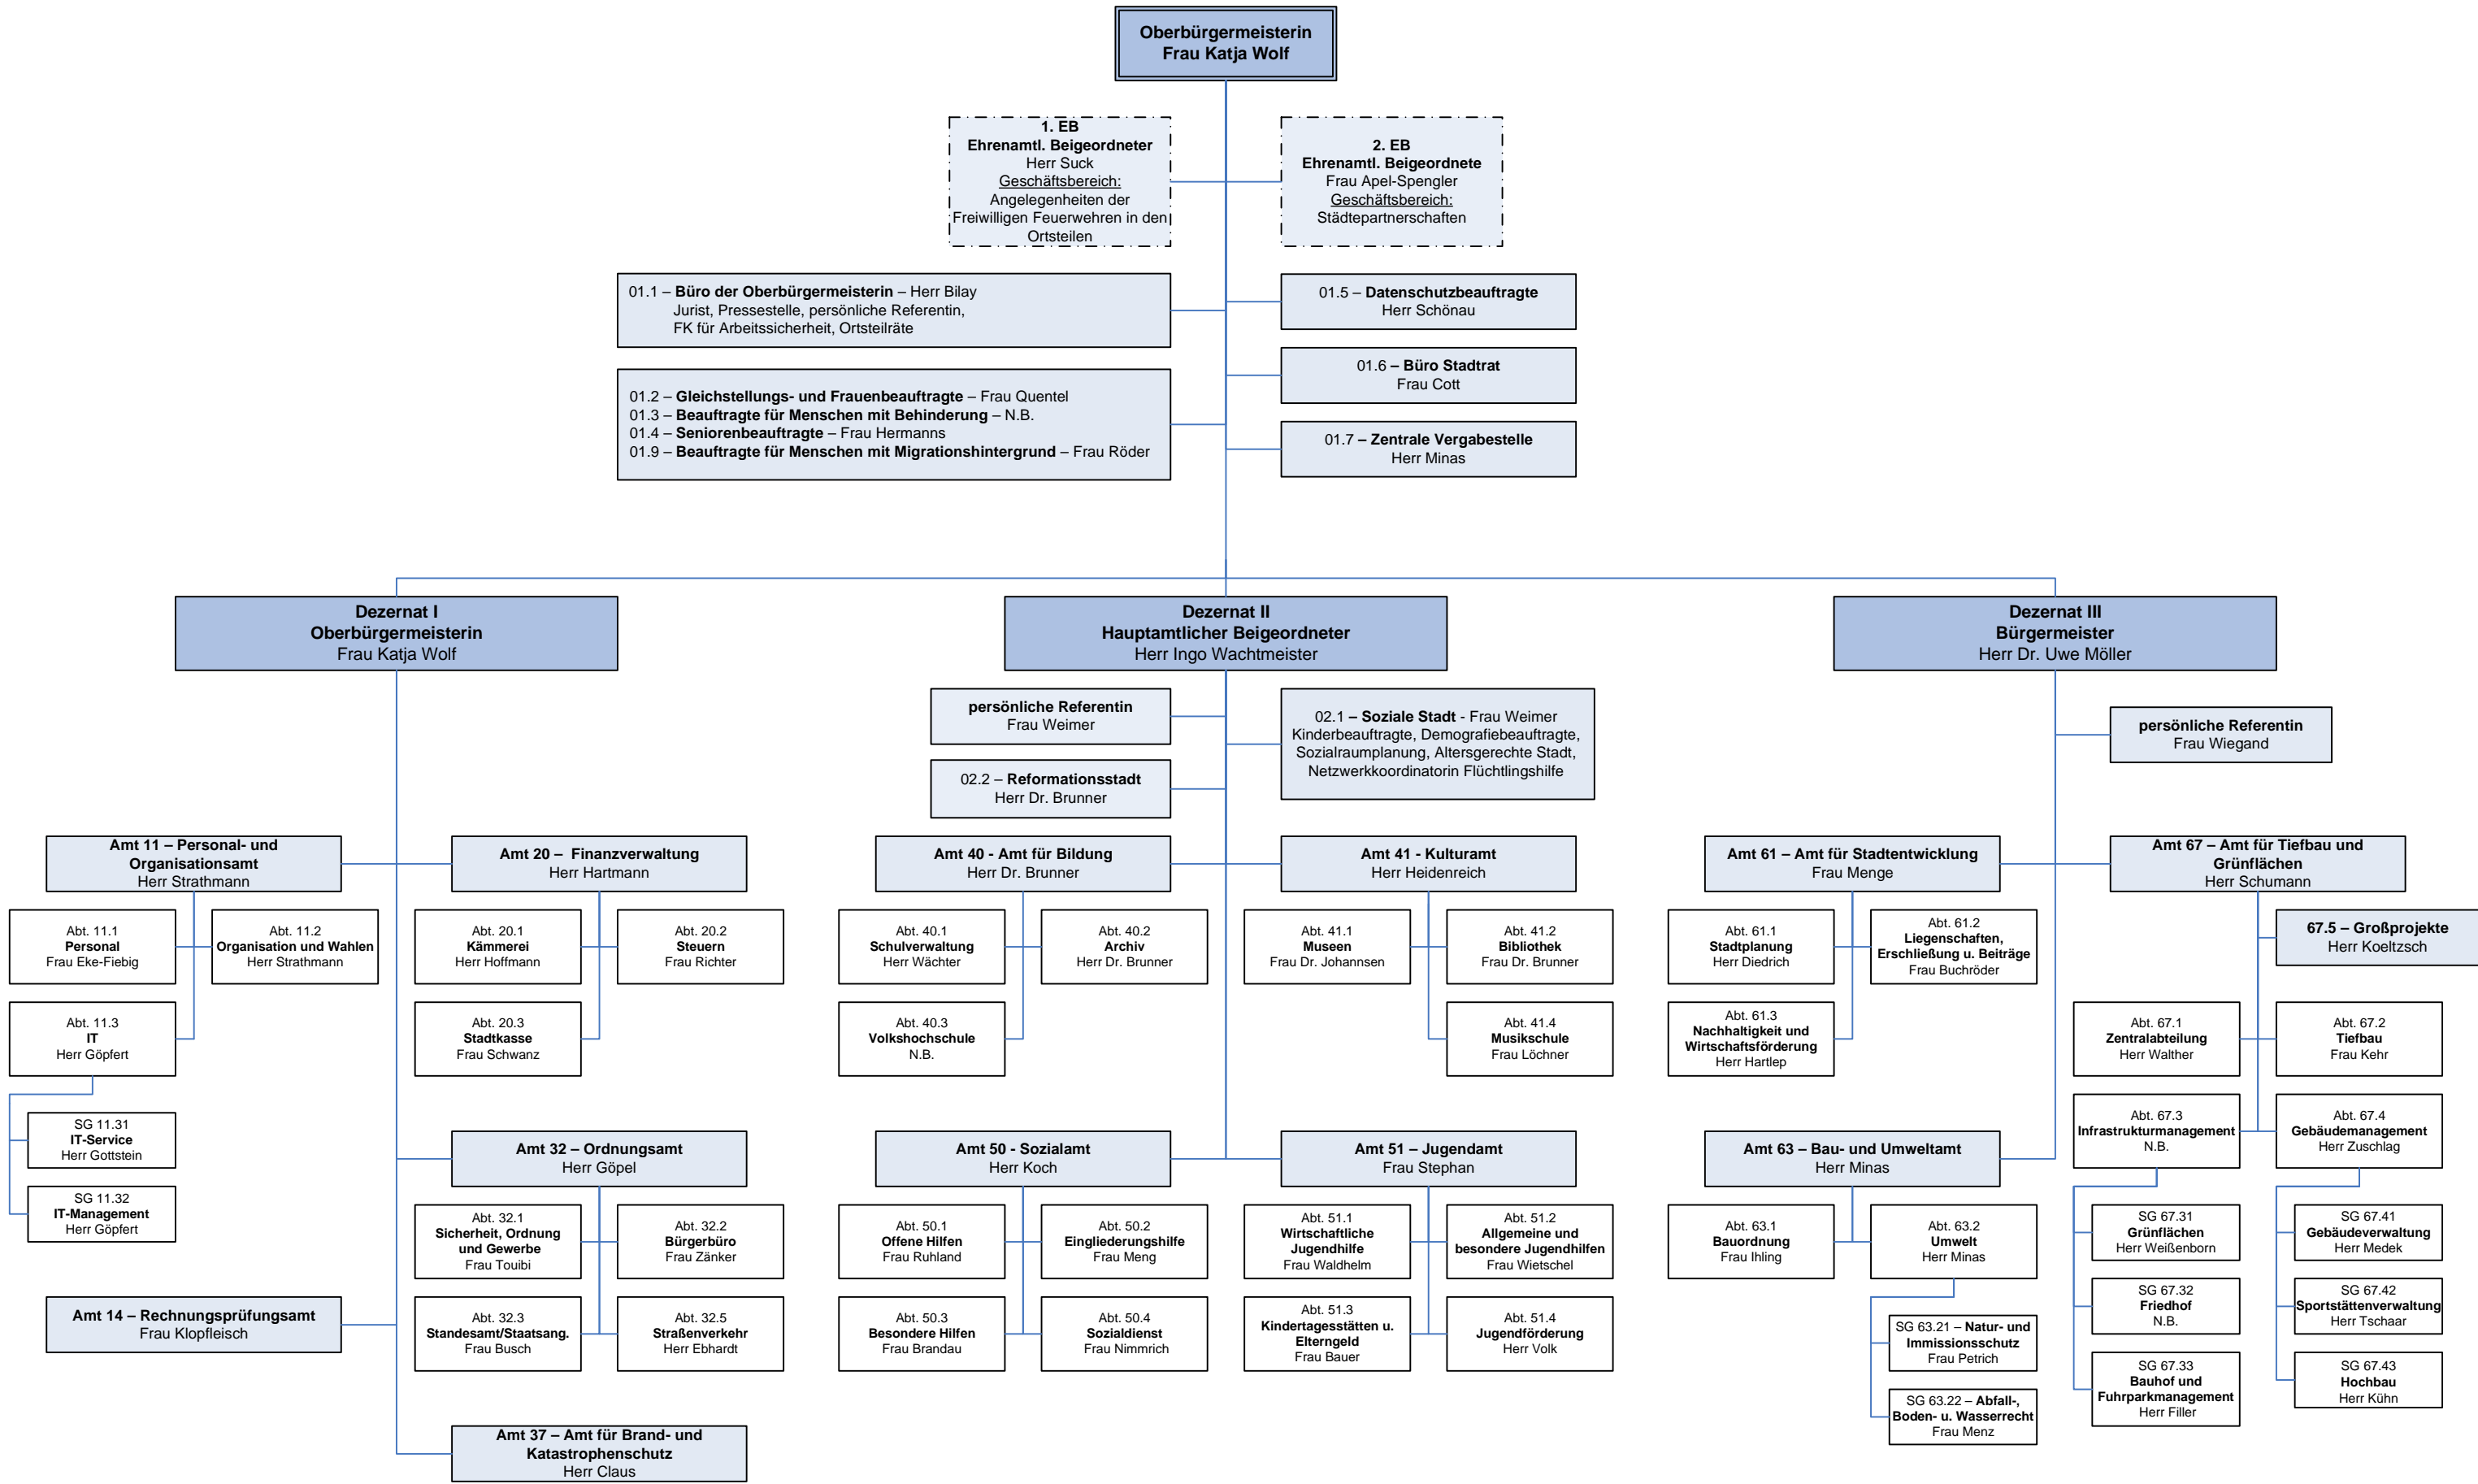 Oberbürgermeisterin
Frau Katja Wolf
1. EB
Ehrenamtl. Beigeordneter
Herr Suck
Geschäftsbereich:
Angelegenheiten der
Freiwilligen Feuerwehren in den
Ortsteilen
2. EB
Ehrenamtl. Beigeordnete
Frau Apel-Spengler
Geschäftsbereich:
Städtepartnerschaften
01.1 – Büro der Oberbürgermeisterin – Herr Bilay
Jurist, Pressestelle, persönliche Referentin,
FK für Arbeitssicherheit, Ortsteilräte
01.5 – Datenschutzbeauftragte
Herr Schönau
01.6 – Büro Stadtrat
Frau Cott
01.2 – Gleichstellungs- und Frauenbeauftragte – Frau Quentel
01.3 – Beauftragte für Menschen mit Behinderung – N.B.
01.4 – Seniorenbeauftragte – Frau Hermanns
01.9 – Beauftragte für Menschen mit Migrationshintergrund – Frau Röder
01.7 – Zentrale Vergabestelle
Herr Minas
Dezernat I
Oberbürgermeisterin
Frau Katja Wolf
Dezernat II
Hauptamtlicher Beigeordneter
Herr Ingo Wachtmeister
Dezernat III
Bürgermeister
Herr Dr. Uwe Möller
persönliche Referentin
Frau Weimer
02.1 – Soziale Stadt - Frau Weimer
Kinderbeauftragte, Demografiebeauftragte,
Sozialraumplanung, Altersgerechte Stadt,
Netzwerkkoordinatorin Flüchtlingshilfe
02.2 – Reformationsstadt
Herr Dr. Brunner
persönliche Referentin
Frau Wiegand
Amt 11 – Personal- und
Organisationsamt
Herr Strathmann
Abt. 11.1
Personal
Frau Eke-Fiebig
Abt. 11.2
Organisation und Wahlen
Herr Strathmann
Abt. 11.3
IT
Herr Göpfert
SG 11.31
IT-Service
Herr Gottstein
SG 11.32
IT-Management
Herr Göpfert
Amt 14 – Rechnungsprüfungsamt
Frau Klopfleisch
Amt 20 – Finanzverwaltung
Herr Hartmann
Abt. 20.1
Kämmerei
Herr Hoffmann
Abt. 20.2
Steuern
Frau Richter
Abt. 20.3
Stadtkasse
Frau Schwanz
Amt 32 – Ordnungsamt
Herr Göpel
Abt. 32.1
Sicherheit, Ordnung
und Gewerbe
Frau Touibi
Abt. 32.2
Bürgerbüro
Frau Zänker
Abt. 32.3
Standesamt/Staatsang.
Frau Busch
Abt. 32.5
Straßenverkehr
Herr Ebhardt
Amt 37 – Amt für Brand- und
Katastrophenschutz
Herr Claus
Amt 40 - Amt für Bildung
Herr Dr. Brunner
Abt. 40.1
Schulverwaltung
Herr Wächter
Abt. 40.2
Archiv
Herr Dr. Brunner
Abt. 40.3
Volkshochschule
N.B.
Amt 41 - Kulturamt
Herr Heidenreich
Abt. 41.1
Museen
Frau Dr. Johannsen
Abt. 41.2
Bibliothek
Frau Dr. Brunner
Abt. 41.4
Musikschule
Frau Löchner
Amt 50 - Sozialamt
Herr Koch
Abt. 50.1
Offene Hilfen
Frau Ruhland
Abt. 50.2
Eingliederungshilfe
Frau Meng
Abt. 50.3
Besondere Hilfen
Frau Brandau
Abt. 50.4
Sozialdienst
Frau Nimmrich
Amt 51 – Jugendamt
Frau Stephan
Abt. 51.1
Wirtschaftliche
Jugendhilfe
Frau Waldhelm
Abt. 51.2
Allgemeine und
besondere Jugendhilfen
Frau Wietschel
Abt. 51.3
Kindertagesstätten u.
Elterngeld
Frau Bauer
Abt. 51.4
Jugendförderung
Herr Volk
Amt 61 – Amt für Stadtentwicklung
Frau Menge
Abt. 61.1
Stadtplanung
Herr Diedrich
Abt. 61.2
Liegenschaften,
Erschließung u. Beiträge
Frau Buchröder
Abt. 61.3
Nachhaltigkeit und
Wirtschaftsförderung
Herr Hartlep
Amt 63 – Bau- und Umweltamt
Herr Minas
Abt. 63.1
Bauordnung
Frau Ihling
Abt. 63.2
Umwelt
Herr Minas
SG 63.21 – Natur- und
Immissionsschutz
Frau Petrich
SG 63.22 – Abfall-,
Boden- u. Wasserrecht
Frau Menz
Amt 67 – Amt für Tiefbau und
Grünflächen
Herr Schumann
67.5 – Großprojekte
Herr Koeltzsch
Abt. 67.1
Zentralabteilung
Herr Walther
Abt. 67.2
Tiefbau
Frau Kehr
Abt. 67.3
Infrastrukturmanagement
N.B.
Abt. 67.4
Gebäudemanagement
Herr Zuschlag
SG 67.31
Grünflächen
Herr Weißenborn
SG 67.32
Friedhof
N.B.
SG 67.33
Bauhof und
Fuhrparkmanagement
Herr Filler
SG 67.41
Gebäudeverwaltung
Herr Medek
SG 67.42
Sportstättenverwaltung
Herr Tschaar
SG 67.43
Hochbau
Herr Kühn